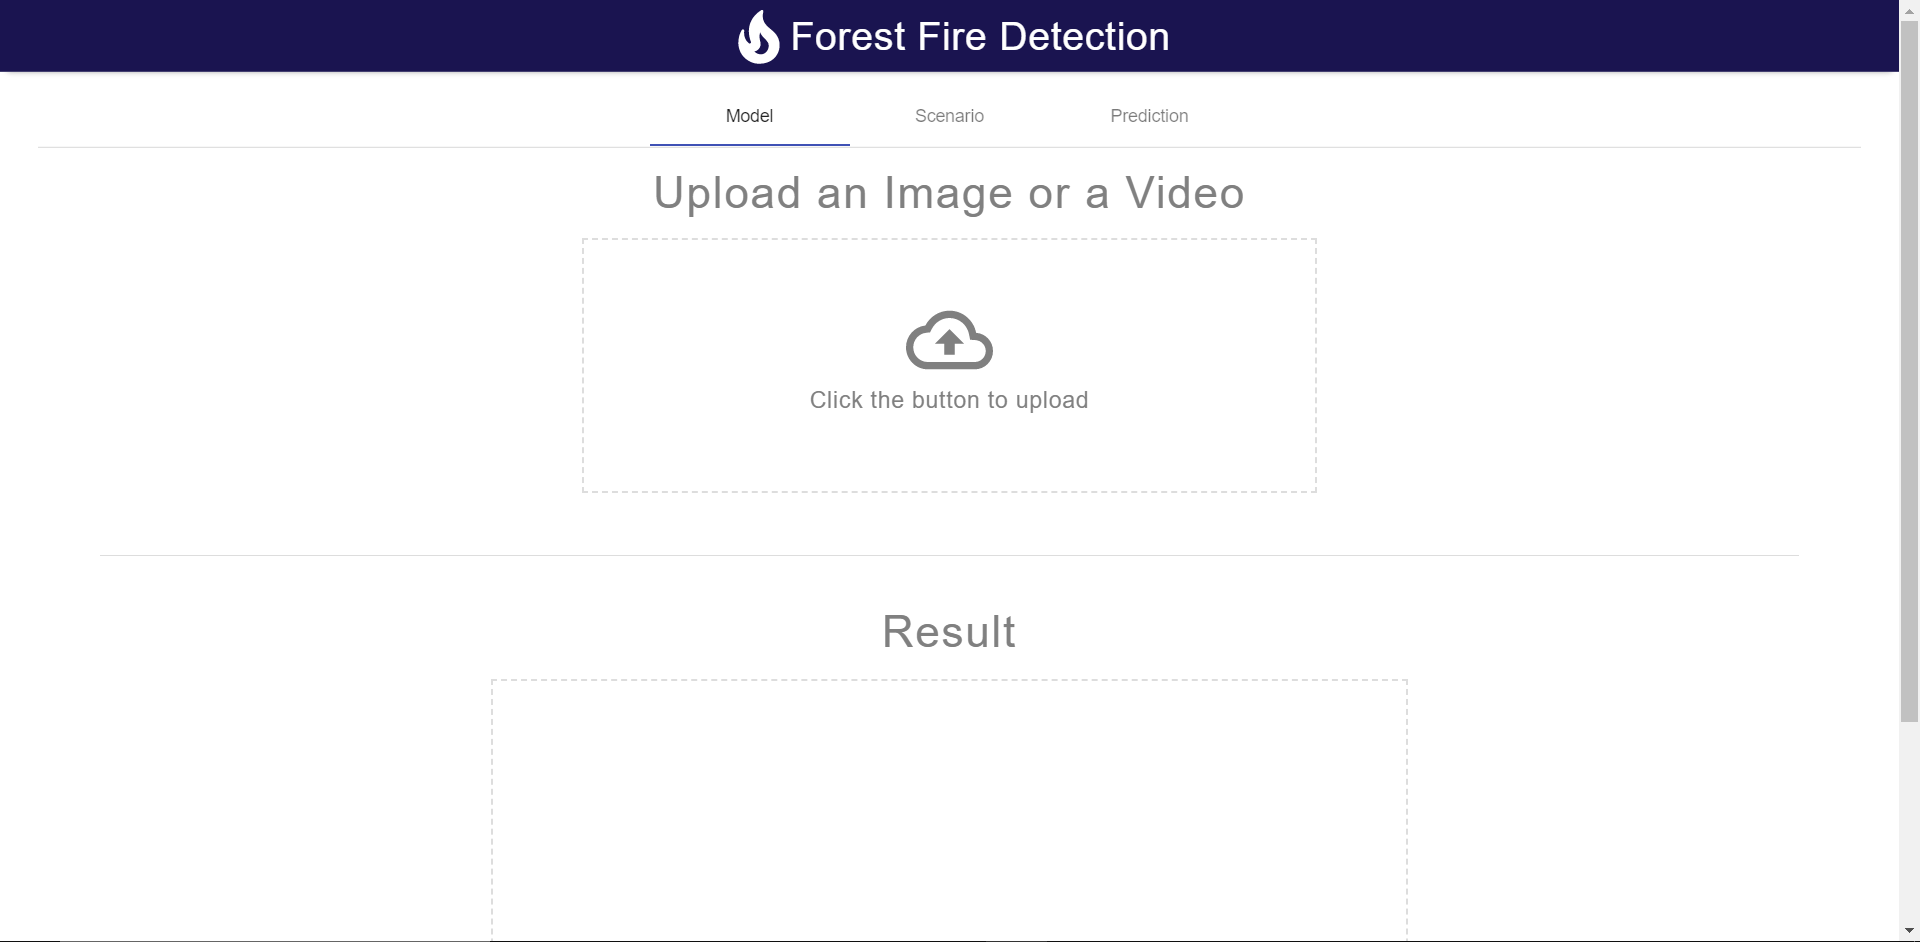 Forest Fire Detection
Model Scenario Prediction
Upload an Image or a Video
Click the button to upload
Result